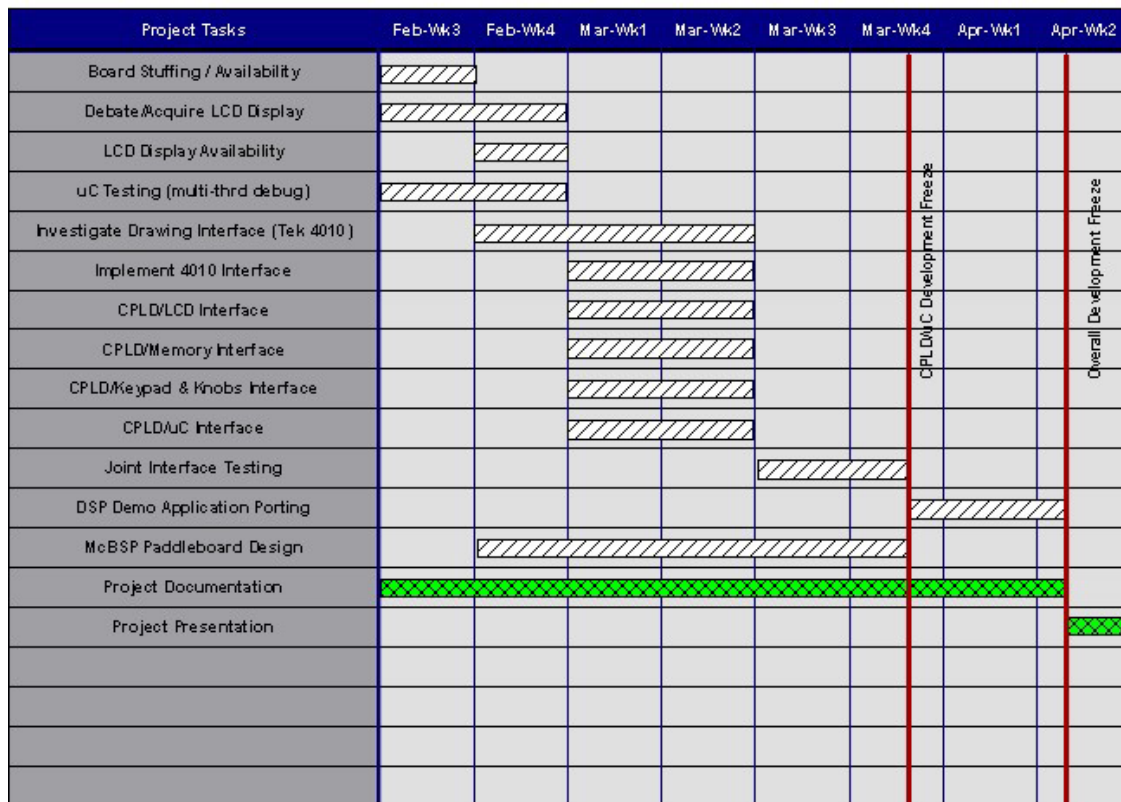 Project Tasks Feb-Wk3 Feb-Wk4 Mar-Wk1 Mar-Wk2 Mar-Wk3 Mar-Wk4 Apr-Wk1 Apr-Wk2
Board Stuffing / Availability
Debate/Acquire LCD Display
LCD Display Availability
uC Testing (multi-thrd debug)
Investigate Drawing Interface (Tek 4010)
Implement 4010 Interface
CPLD/LCD Interface
CPLD/Memory Interface
CPLD/Keypad & Knobs Interface
CPLD/uC Interface
Joint Interface Testing
DSP Demo Application Porting
McBSP Paddleboard Design
Project Documentation
Project Presentation
CPLD/uC Development Freeze
Overall Development Freeze